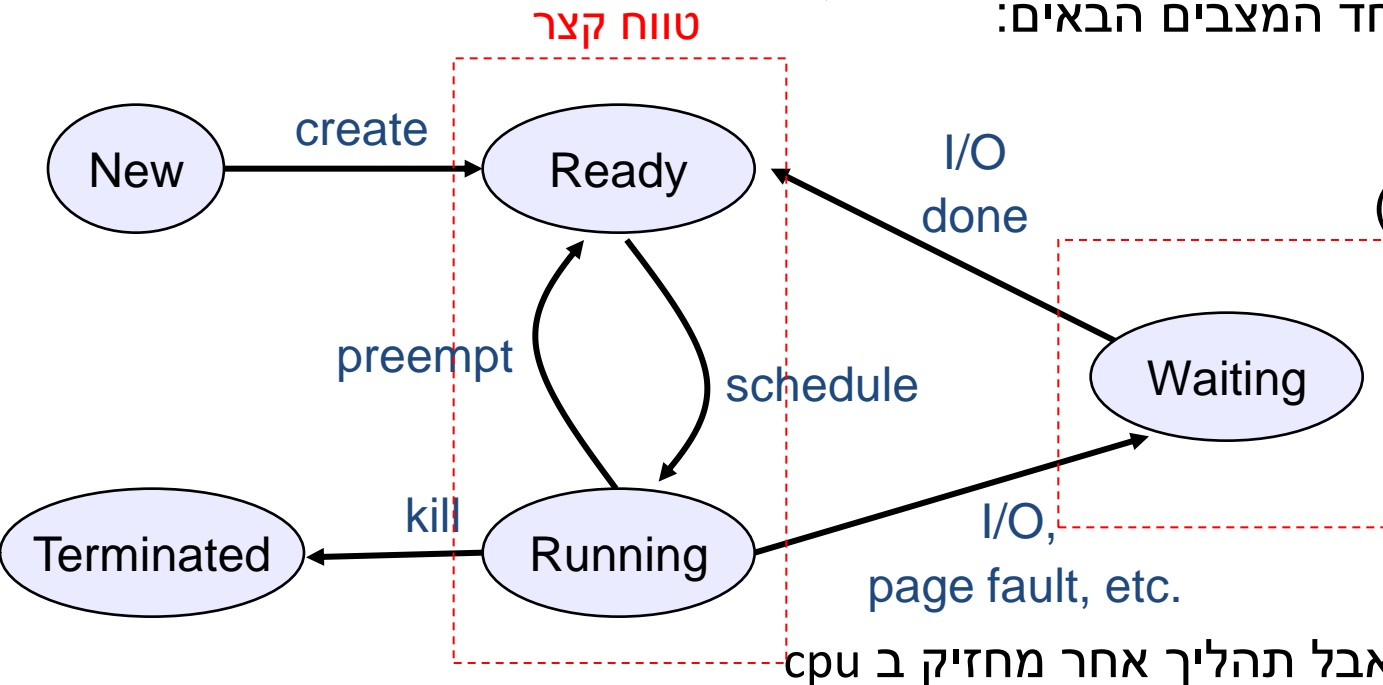 חד המצבים הבאים:
טווח קצר
create
New
Ready
I/O
done
preempt
schedule
Waiting
kill
Terminated
Running
I/O,
page fault, etc.
אבל תהליך אחר מחזיק ב cpu